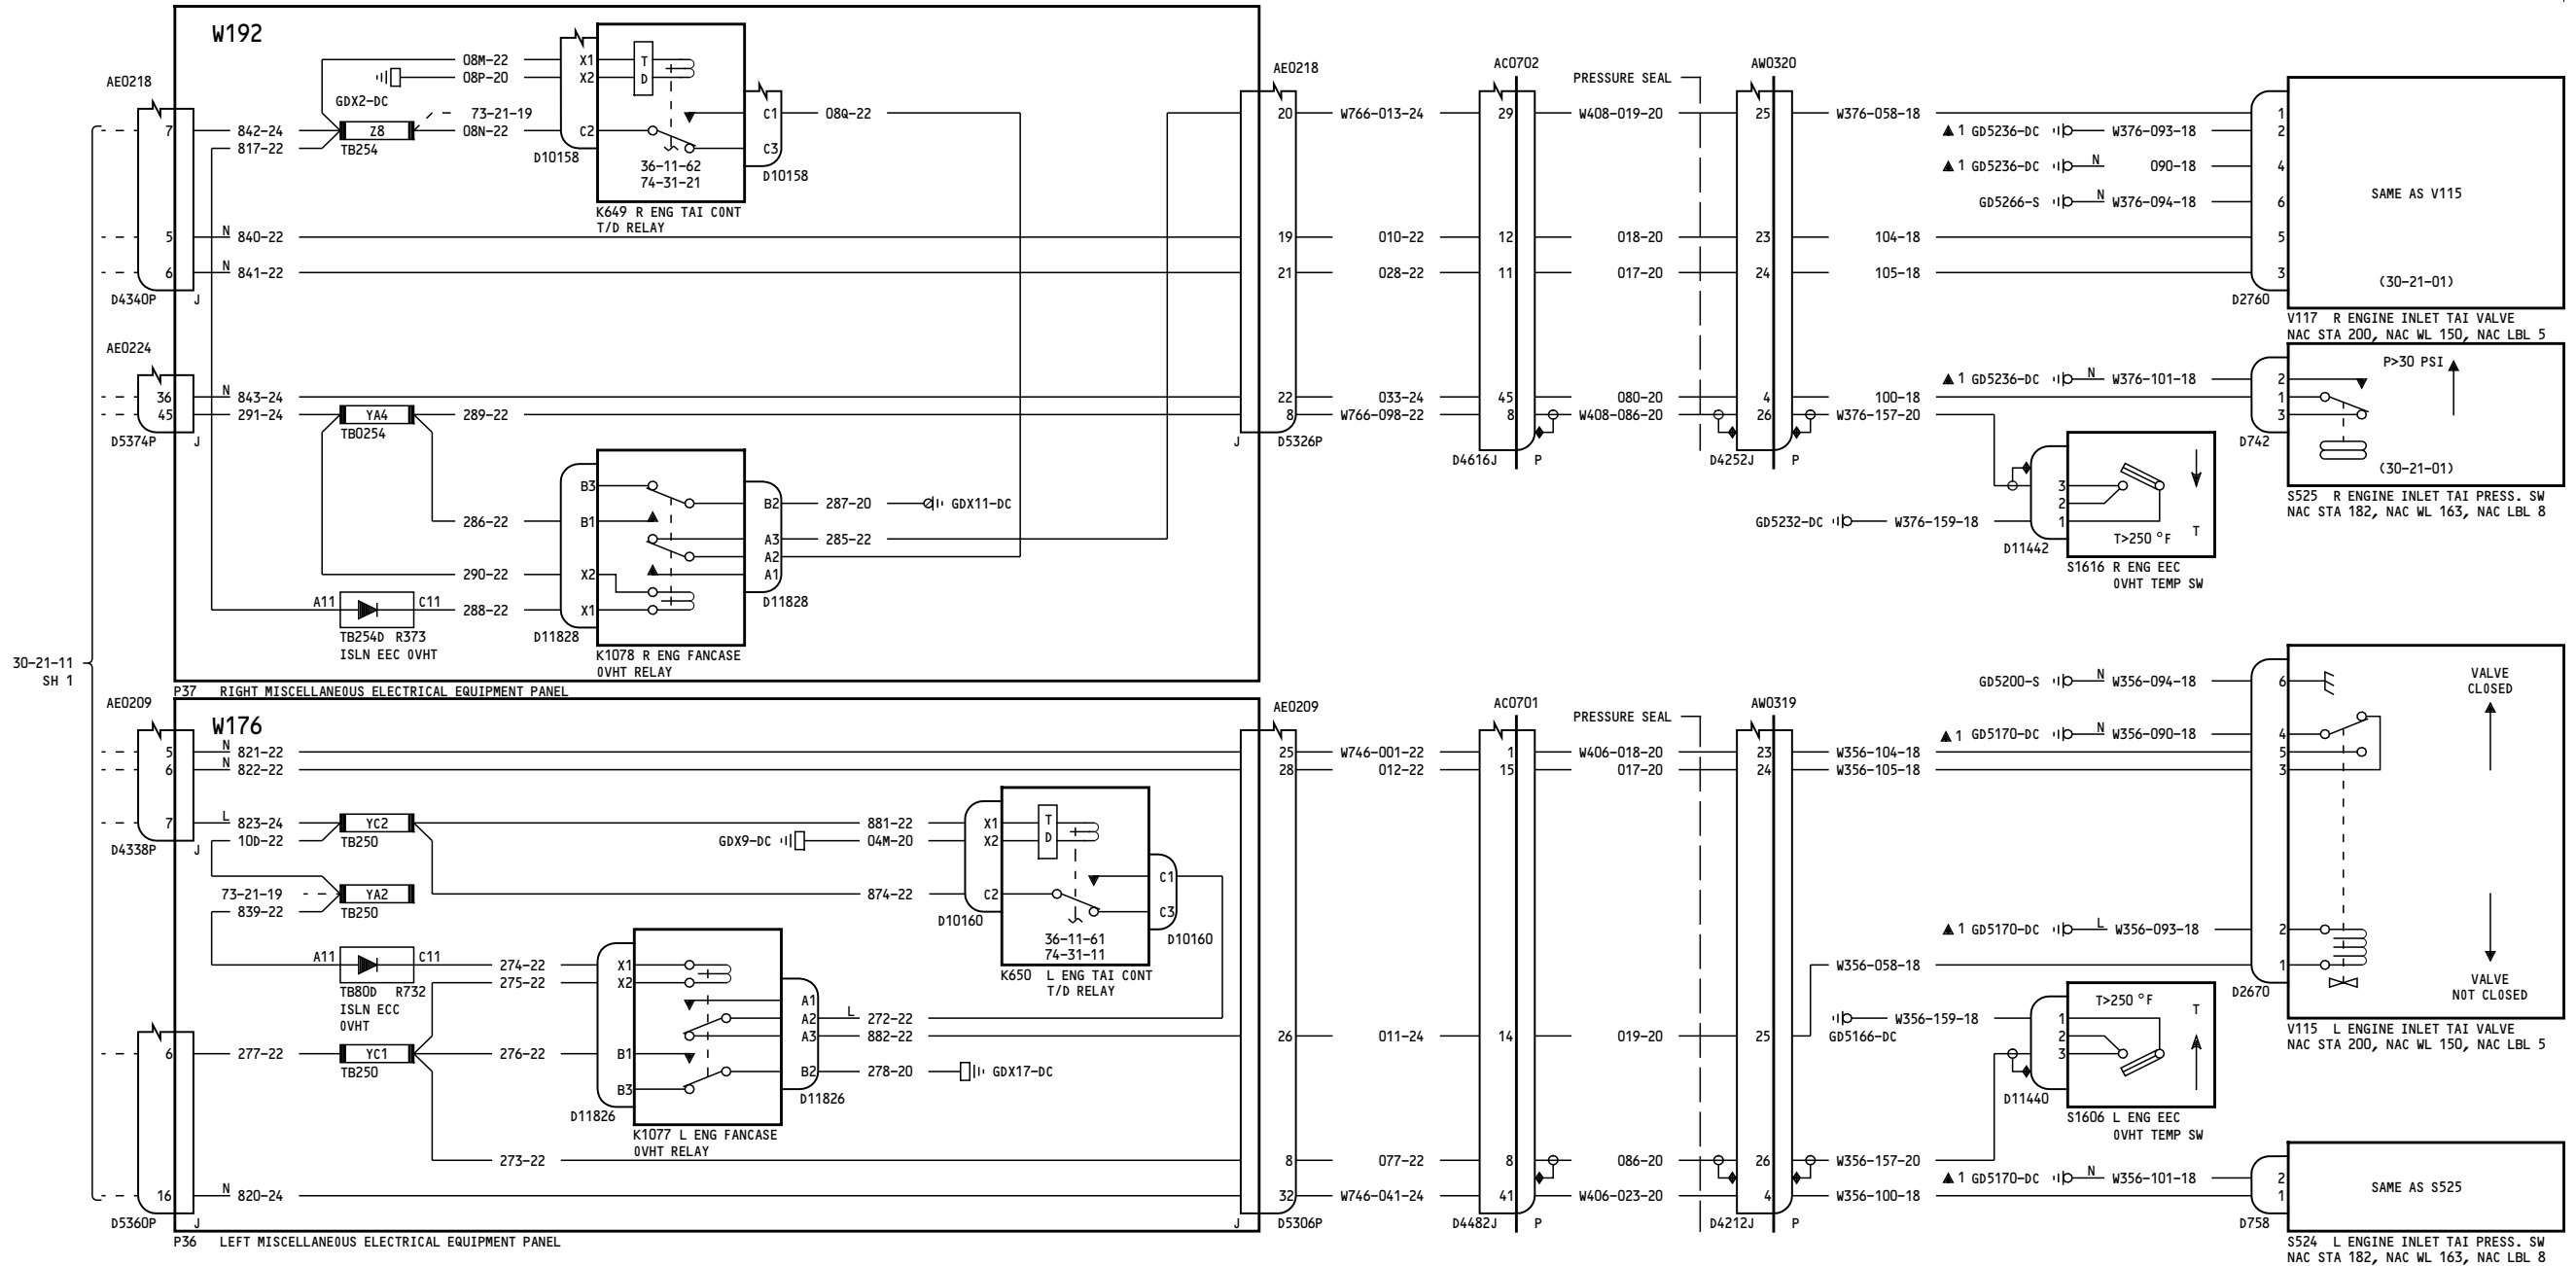 30-21-11
SH 1
W192
AE0218
7
842-24
817-22
GDX2-DC
08M-22
08P-20
Z8
TB254
73-21-19
08N-22
X1
X2
C2
D10158
T
D
36-11-62
74-31-21
C1
C3
D10158
K649 R ENG TAI CONT
T/D RELAY
08Q-22
5
N
840-22
6
N
841-22
D4340P
J
AE0224
36
N
843-24
45
291-24
D5374P
J
YA4
TB0254
289-22
286-22
290-22
A11
C11
288-22
TB254D R373
ISLN EEC OVHT
B3
B1
X2
X1
D11828
B2
A3
A2
A1
D11828
K1078 R ENG FANCASE
OVHT RELAY
287-20
GDX11-DC
285-22
P37 RIGHT MISCELLANEOUS ELECTRICAL EQUIPMENT PANEL
AE0218
20
19
21
22
8
J
D5326P
W766-013-24
010-22
028-22
033-24
W766-098-22
AC0702
29
12
11
45
8
D4616J
P
W408-019-20
018-20
017-20
080-20
W408-086-20
PRESSURE SEAL
AW0320
25
23
24
4
26
D4252J
P
W376-058-18
▲1 GD5236-DC
W376-093-18
▲1 GD5236-DC
N
090-18
GD5266-S
N
W376-094-18
104-18
105-18
1
2
4
6
5
3
D2760
SAME AS V115
(30-21-01)
V117 R ENGINE INLET TAI VALVE
NAC STA 200, NAC WL 150, NAC LBL 5
▲1 GD5236-DC
N
W376-101-18
100-18
W376-157-20
2
1
3
D742
P>30 PSI
(30-21-01)
S525 R ENGINE INLET TAI PRESS. SW
NAC STA 182, NAC WL 163, NAC LBL 8
GD5232-DC
W376-159-18
3
2
1
D11442
T>250 °F
T
S1616 R ENG EEC
OVHT TEMP SW
W176
AE0209
5
N
821-22
6
N
822-22
7
L
823-24
10D-22
D4338P
J
YC2
TB250
73-21-19
839-22
YA2
TB250
A11
C11
TB80D R732
ISLN ECC
OVHT
274-22
275-22
6
277-22
YC1
TB250
276-22
273-22
16
N
820-24
D5360P
J
P36 LEFT MISCELLANEOUS ELECTRICAL EQUIPMENT PANEL
X1
X2
B1
B3
D11826
A1
A2
A3
B2
D11826
K1077 L ENG FANCASE
OVHT RELAY
881-22
GDX9-DC
04M-20
874-22
X1
X2
C2
D10160
T
D
36-11-61
74-31-11
C1
C3
D10160
K650 L ENG TAI CONT
T/D RELAY
L
272-22
882-22
278-20
GDX17-DC
AE0209
25
28
26
8
32
J
D5306P
W746-001-22
012-22
011-24
077-22
W746-041-24
AC0701
1
15
14
8
41
D4482J
P
W406-018-20
017-20
019-20
086-20
W406-023-20
PRESSURE SEAL
AW0319
23
24
25
26
4
D4212J
P
GD5200-S
N
W356-094-18
▲1 GD5170-DC
N
W356-090-18
W356-104-18
W356-105-18
▲1 GD5170-DC
L
W356-093-18
W356-058-18
6
4
5
3
2
1
D2670
VALVE
CLOSED
VALVE
NOT CLOSED
V115 L ENGINE INLET TAI VALVE
NAC STA 200, NAC WL 150, NAC LBL 5
W356-159-18
GD5166-DC
1
2
3
D11440
T>250 °F
T
S1606 L ENG EEC
OVHT TEMP SW
W356-157-20
▲1 GD5170-DC
N
W356-101-18
W356-100-18
2
1
D758
SAME AS S525
S524 L ENGINE INLET TAI PRESS. SW
NAC STA 182, NAC WL 163, NAC LBL 8